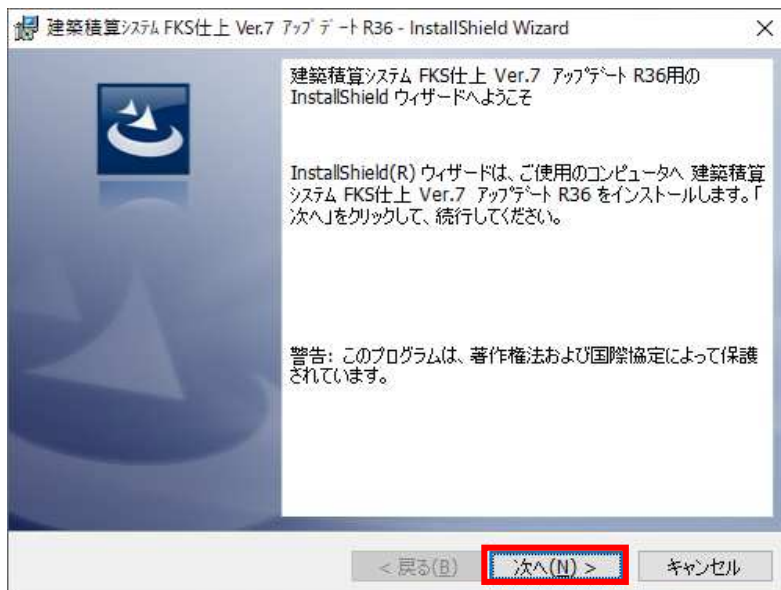 建築積算ｼｽﾃﾑ FKS仕上 Ver.7 ｱｯﾌﾟﾃﾞｰﾄ R36 - InstallShield Wizard
建築積算ｼｽﾃﾑ FKS仕上 Ver.7 ｱｯﾌﾟﾃﾞｰﾄ R36用の
InstallShield ウィザードへようこそ
InstallShield(R) ウィザードは、ご使用のコンピュータへ 建築積算
ｼｽﾃﾑ FKS仕上 Ver.7 ｱｯﾌﾟﾃﾞｰﾄ R36 をインストールします。「
次へ」をクリックして、続行してください。
警告: このプログラムは、著作権法および国際協定によって保護
されています。
< 戻る(B)
次へ(N) >
キャンセル